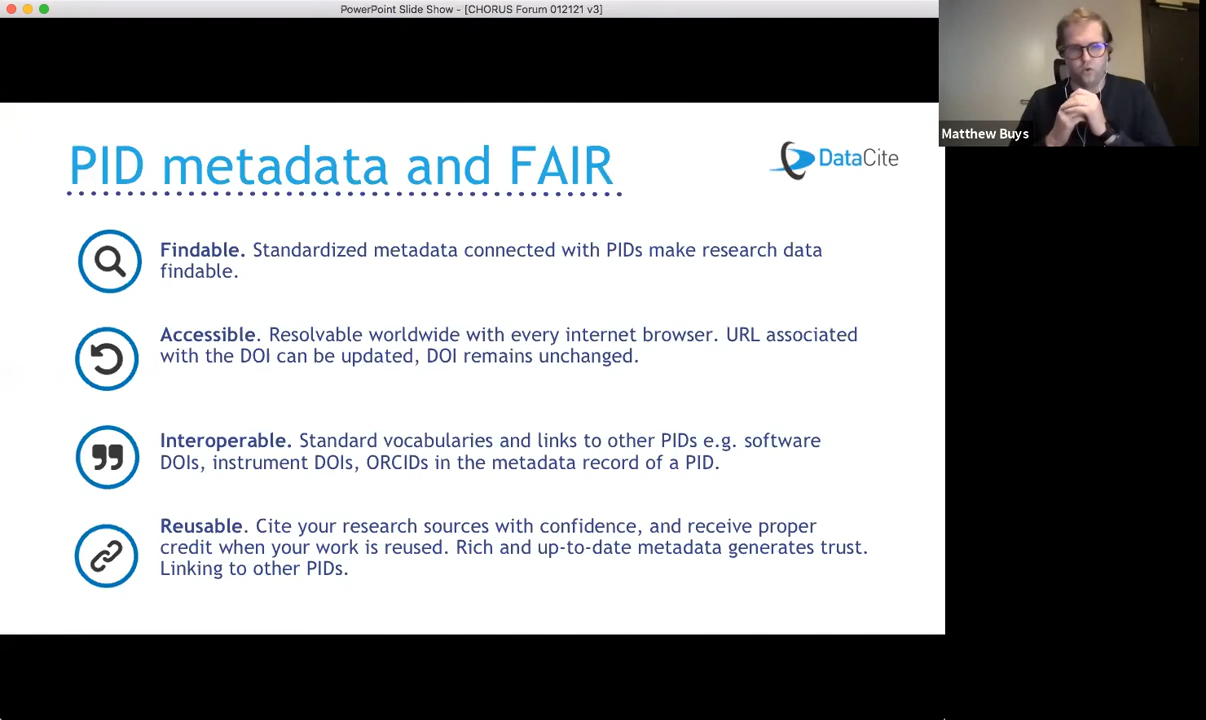 PowerPoint Slide Show - [CHORUS Forum 012121 v3]
Matthew Buys
PID metadata and FAIR
DataCite
Findable. Standardized metadata connected with PIDs make research data
findable.
Accessible. Resolvable worldwide with every internet browser. URL associated
with the DOI can be updated, DOI remains unchanged.
Interoperable. Standard vocabularies and links to other PIDs e.g. software
DOIs, instrument DOIs, ORCIDs in the metadata record of a PID.
Reusable. Cite your research sources with confidence, and receive proper
credit when your work is reused. Rich and up-to-date metadata generates trust.
Linking to other PIDs.